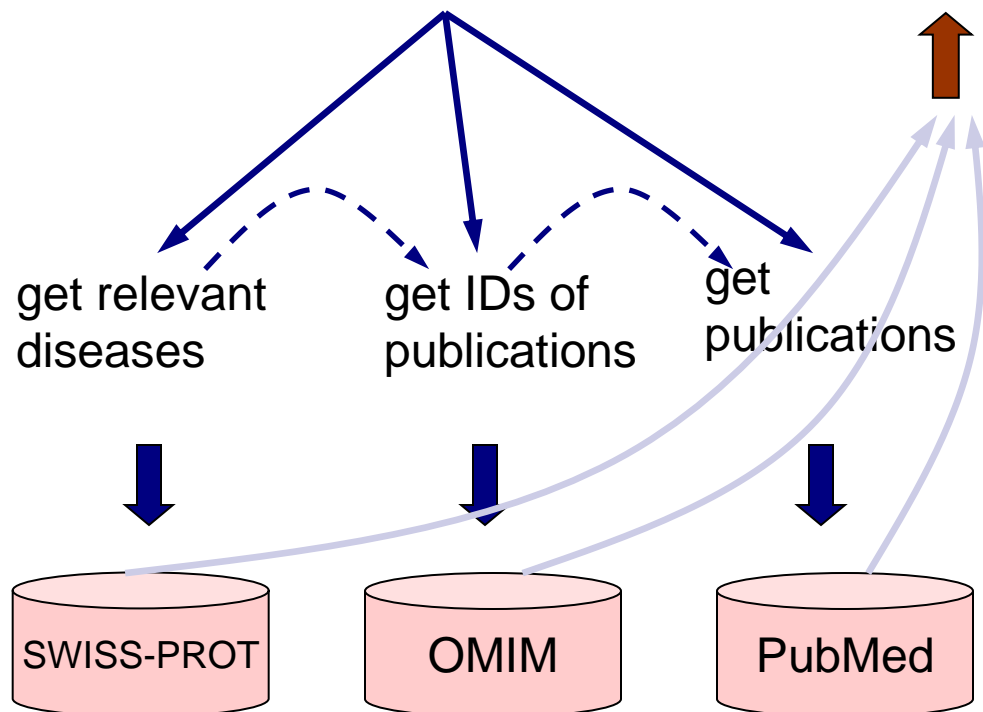 get relevant
diseases
get IDs of
publications
get
publications
SWISS-PROT
OMIM
PubMed